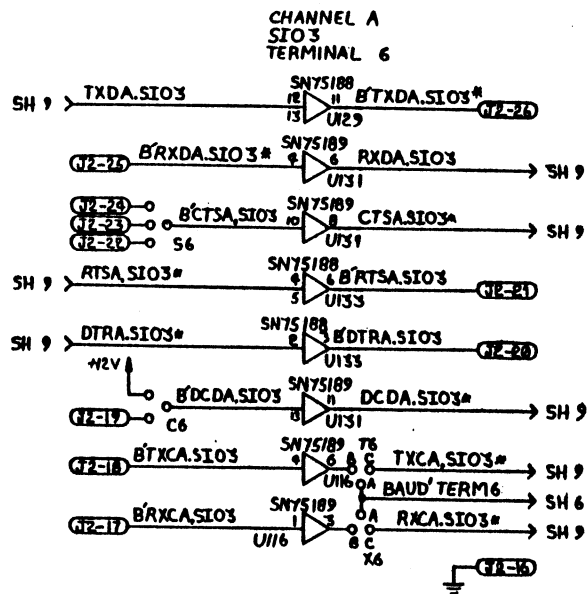 CHANNEL A
SIO3
TERMINAL 6
SH 9 TXDA.SIO3 12 13 SN75188 11 U129 B'TXDA.SIO3* J2-26
J2-25 B'RXDA.SIO3* SN75189 6 U131 RXDA.SIO3 SH 9
J2-24
J2-23 B'CTSA,SIO3 10 SN75189 8 U131 CTSA.SIO3* SH 9
J2-22 S6
SH 9 RTSA,SIO3* 4 5 SN75188 6 U133 B'RTSA.SIO3 J2-21
SH 9 DTRA.SIO3* 2 SN75188 3 U133 B'DTRA.SIO3 J2-20
+12V
B'DCDA,SIO3 13 SN75189 11 U131 DCDA.SIO3* SH 9
J2-19 C6
J2-18 B'TXCA.SIO3 4 SN75189 6 U116 B T6 C TXCA,SIO3* SH 9
A BAUD'TERM6 SH 6
J2-17 B'RXCA.SIO3 1 SN75189 3 U116 A B C X6 RXCA.SIO3* SH 9
J2-16